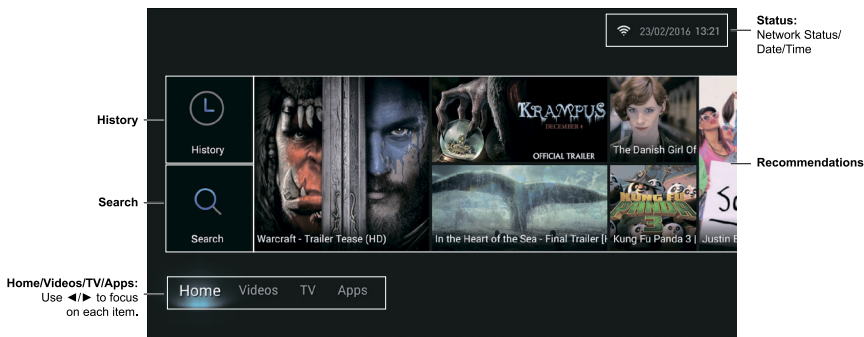 23/02/2016 13:21
Status:
Network Status/
Date/Time
History
History
KRAMPUS
DECEMBER 4
OFFICIAL TRAILER
The Danish Girl Of
Recommendations
Search
Search
Warcraft - Trailer Tease (HD)
In the Heart of the Sea - Final Trailer [H
KUNG FU
PANDA
3
Kung Fu Panda 3 |
Justin B
Home/Videos/TV/Apps:
Use ◄/► to focus
on each item.
Home Videos TV Apps